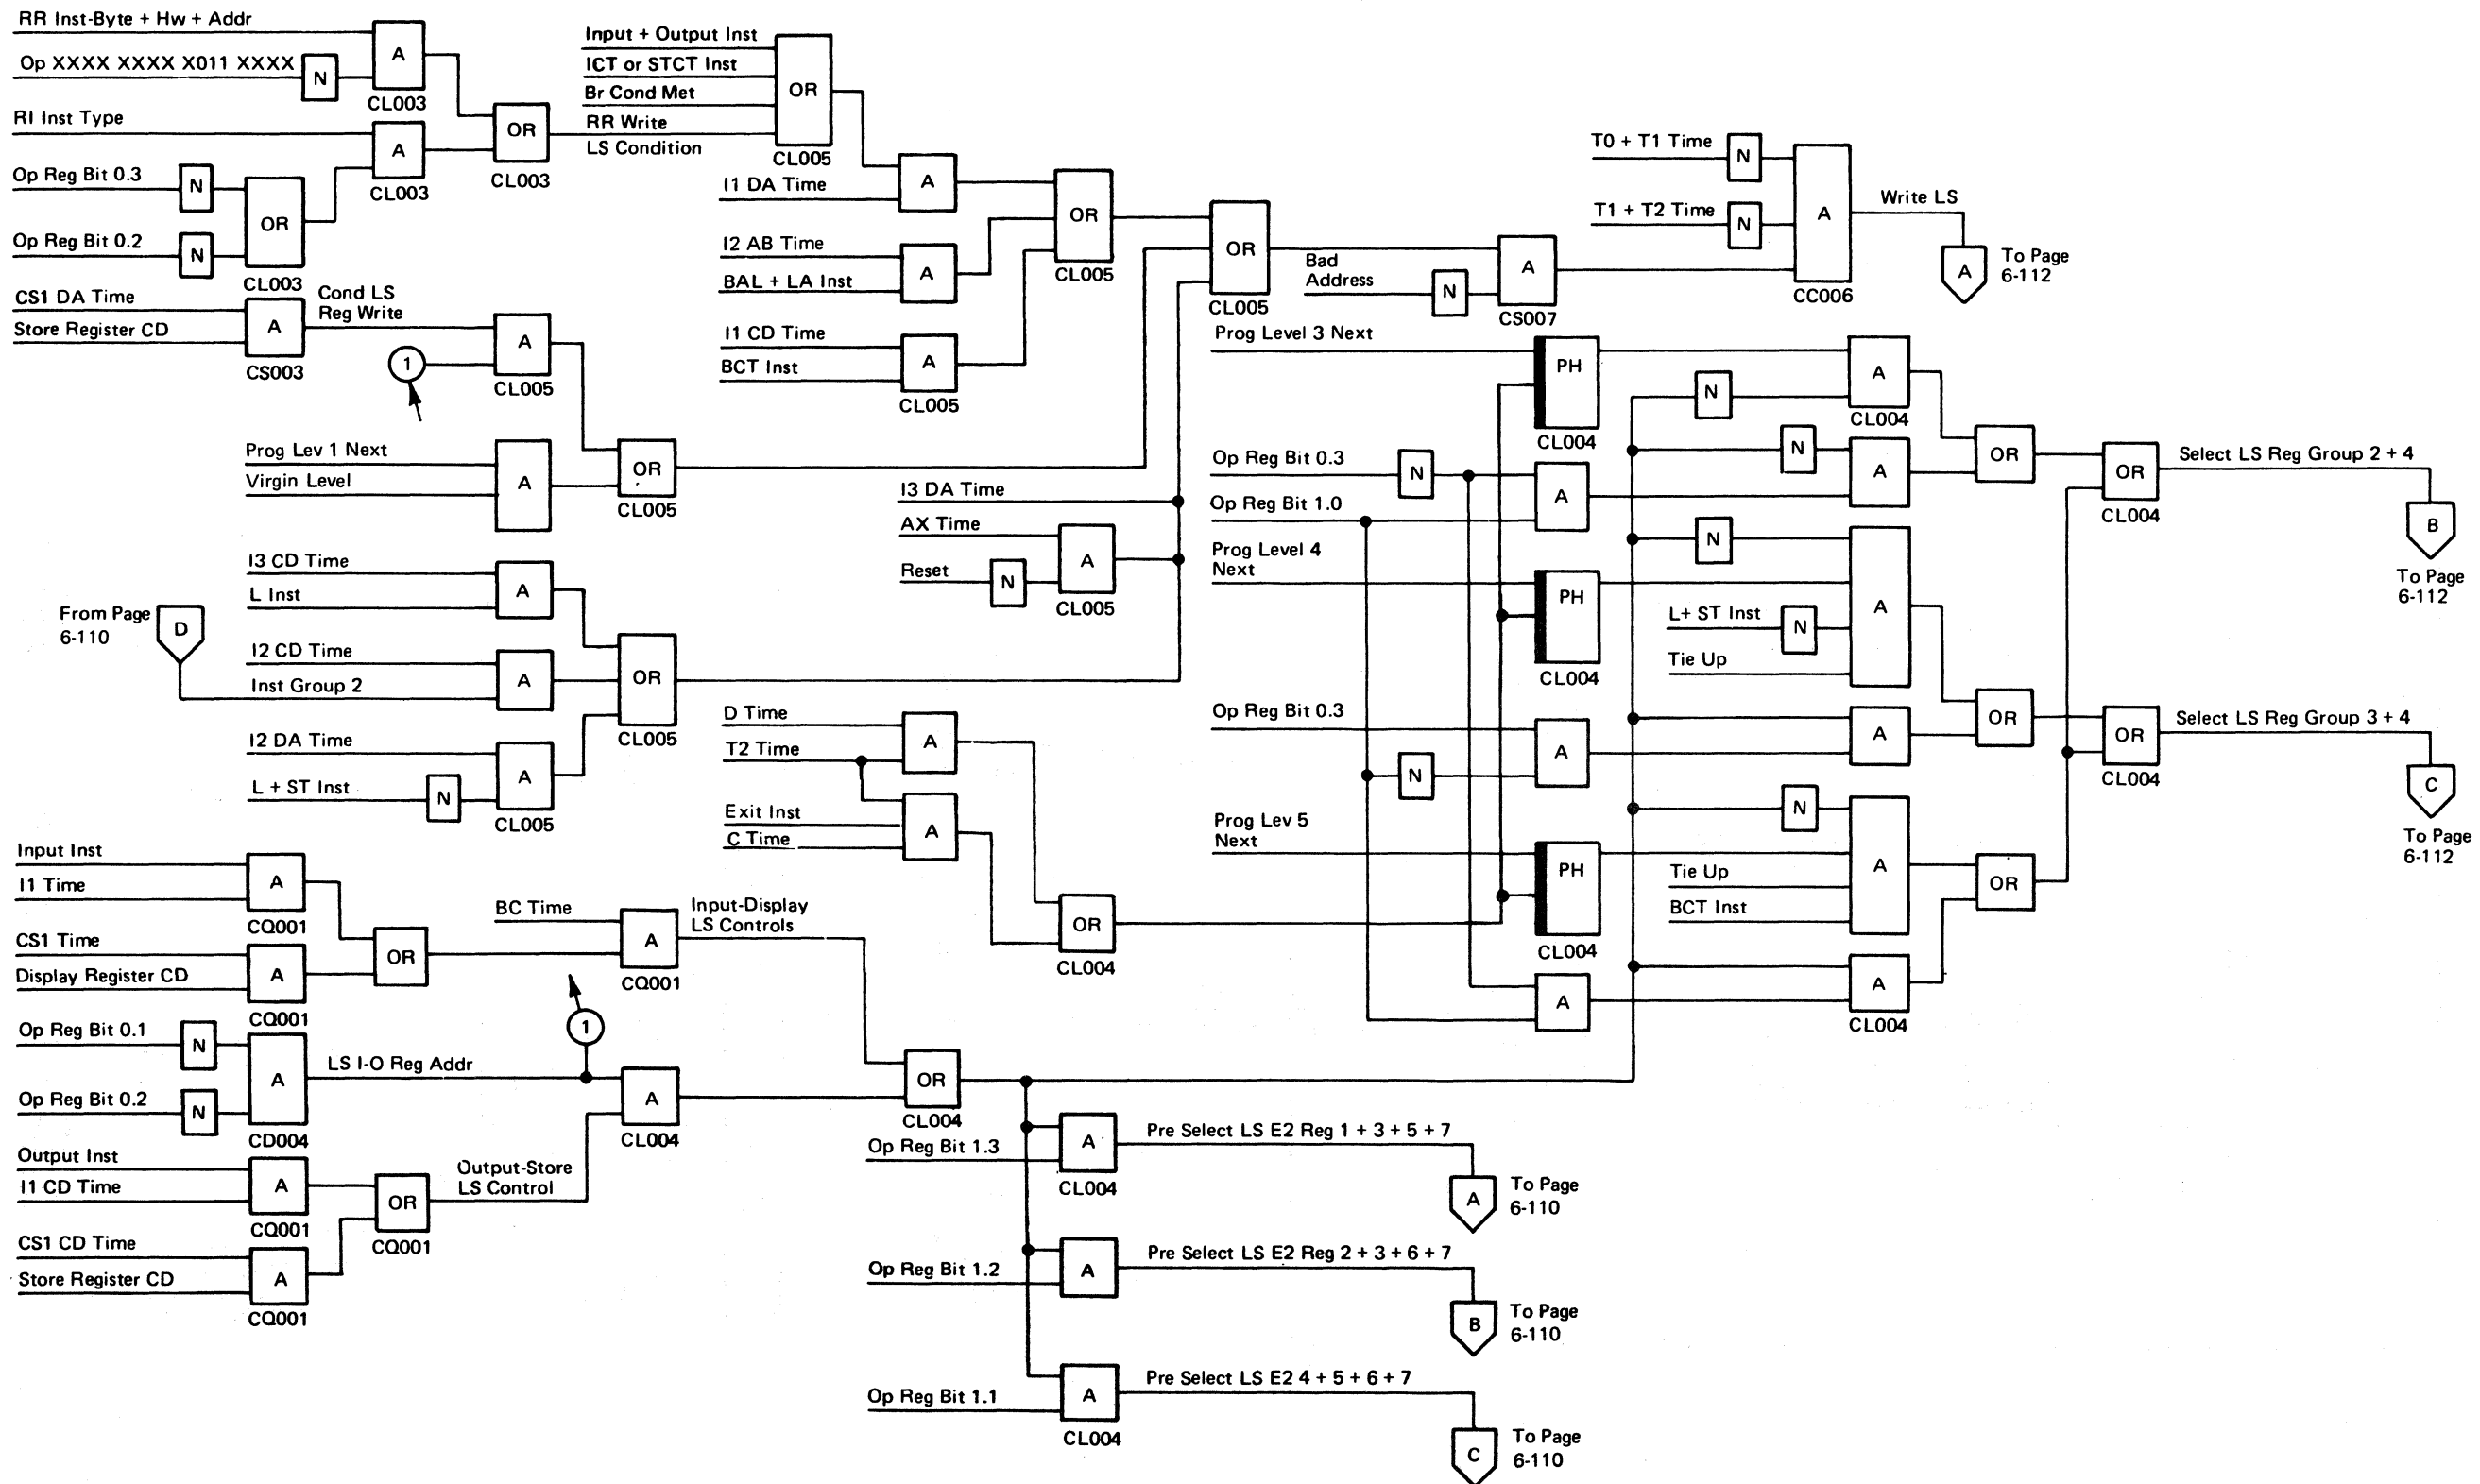 RR Inst-Byte + Hw + Addr
Op XXXX XXXX X011 XXXX
N
A
CL003
RI Inst Type
A
CL003
OR
CL003
Op Reg Bit 0.3
N
Op Reg Bit 0.2
N
OR
CL003
Input + Output Inst
ICT or STCT Inst
Br Cond Met
RR Write
LS Condition
OR
CL005
I1 DA Time
A
I2 AB Time
BAL + LA Inst
A
I1 CD Time
BCT Inst
A
CL005
OR
CL005
OR
CL005
Bad
Address
N
A
CS007
T0 + T1 Time
N
T1 + T2 Time
N
A
CC006
Write LS
A
To Page
6-112
CS1 DA Time
Store Register CD
A
CS003
Cond LS
Reg Write
1
A
CL005
Prog Lev 1 Next
Virgin Level
A
OR
CL005
I3 DA Time
AX Time
Reset
N
A
CL005
I3 CD Time
L Inst
A
From Page
6-110
D
I2 CD Time
Inst Group 2
A
I2 DA Time
L + ST Inst
N
A
CL005
OR
CL005
D Time
T2 Time
A
Exit Inst
C Time
A
OR
CL004
Prog Level 3 Next
PH
CL004
N
A
CL004
Op Reg Bit 0.3
N
Op Reg Bit 1.0
A
N
A
OR
OR
CL004
Select LS Reg Group 2 + 4
B
To Page
6-112
Prog Level 4
Next
PH
CL004
N
L+ ST Inst
N
Tie Up
A
Op Reg Bit 0.3
N
A
A
OR
OR
CL004
Select LS Reg Group 3 + 4
C
To Page
6-112
Prog Lev 5
Next
PH
CL004
N
Tie Up
BCT Inst
A
OR
A
A
CL004
Input Inst
I1 Time
A
CQ001
CS1 Time
Display Register CD
A
CQ001
OR
BC Time
A
CQ001
Input-Display
LS Controls
Op Reg Bit 0.1
N
Op Reg Bit 0.2
N
A
CD004
LS I-O Reg Addr
1
A
CL004
OR
CL004
Output Inst
I1 CD Time
A
CQ001
CS1 CD Time
Store Register CD
A
CQ001
OR
CQ001
Output-Store
LS Control
Op Reg Bit 1.3
A
CL004
Pre Select LS E2 Reg 1 + 3 + 5 + 7
A
To Page
6-110
Op Reg Bit 1.2
A
Pre Select LS E2 Reg 2 + 3 + 6 + 7
B
To Page
6-110
Op Reg Bit 1.1
A
CL004
Pre Select LS E2 4 + 5 + 6 + 7
C
To Page
6-110